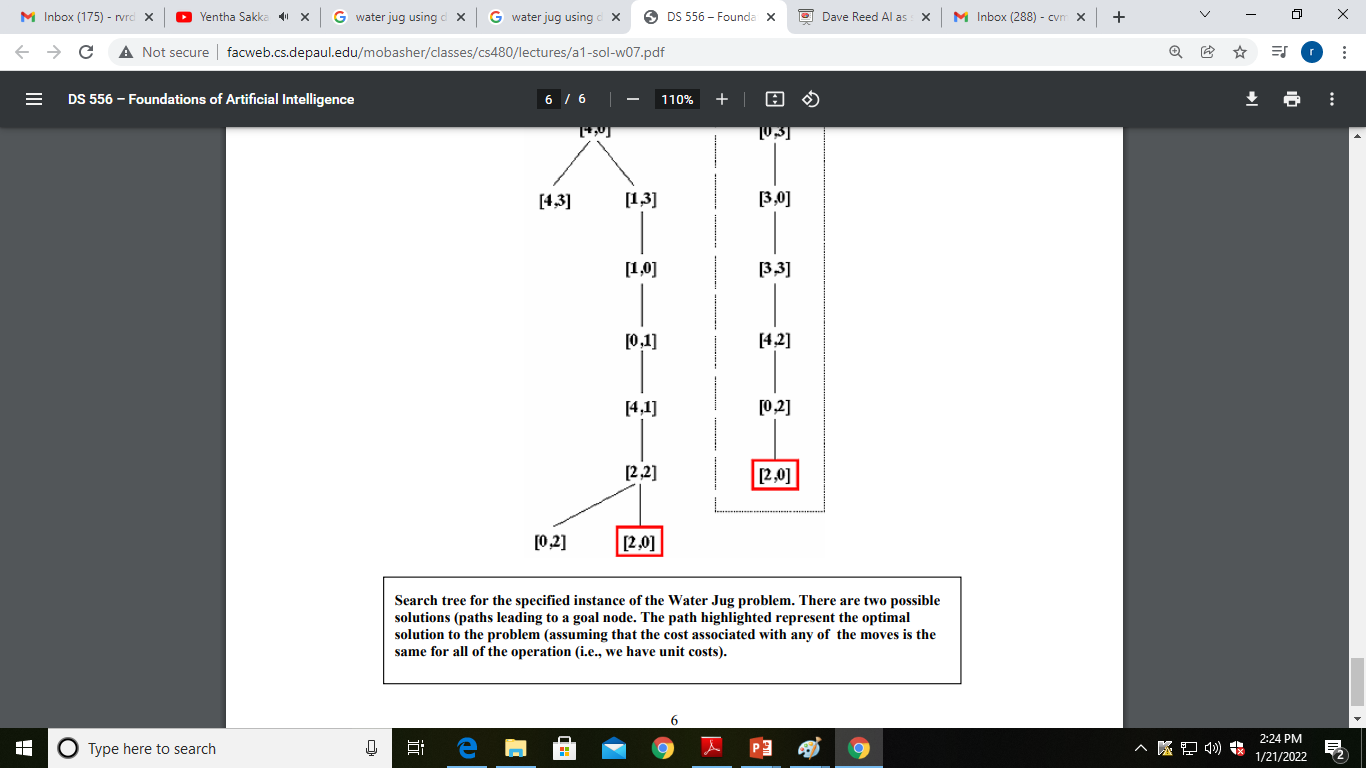 Inbox (175) - rvrd
Yentha Sakka
water jug using d
water jug using d
DS 556 – Founda
Dave Reed AI as
Inbox (288) - cvm
Not secure
facweb.cs.depaul.edu/mobasher/classes/cs480/lectures/a1-sol-w07.pdf
r
DS 556 – Foundations of Artificial Intelligence
6 / 6
110%
[4,0]
[0,3]
[4,3]
[1,3]
[3,0]
[1,0]
[3,3]
[0,1]
[4,2]
[4,1]
[0,2]
[2,2]
[2,0]
[0,2]
[2,0]
Search tree for the specified instance of the Water Jug problem. There are two possible
solutions (paths leading to a goal node. The path highlighted represent the optimal
solution to the problem (assuming that the cost associated with any of the moves is the
same for all of the operation (i.e., we have unit costs).
6
Type here to search
2:24 PM
1/21/2022
2